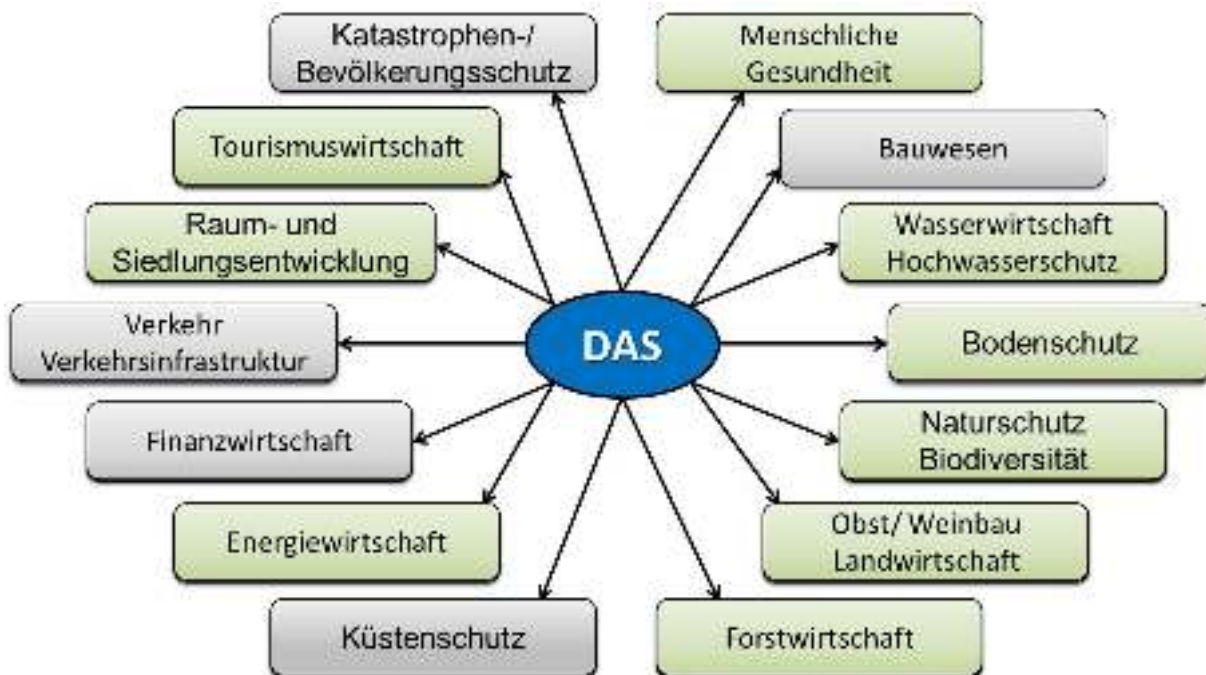 Katastrophen-/
Bevölkerungsschutz
Menschliche
Gesundheit
Tourismuswirtschaft
Bauwesen
Raum- und
Siedlungsentwicklung
Wasserwirtschaft
Hochwasserschutz
Verkehr
Verkehrsinfrastruktur
DAS
Bodenschutz
Finanzwirtschaft
Naturschutz
Biodiversität
Energiewirtschaft
Obst/ Weinbau
Landwirtschaft
Küstenschutz
Forstwirtschaft